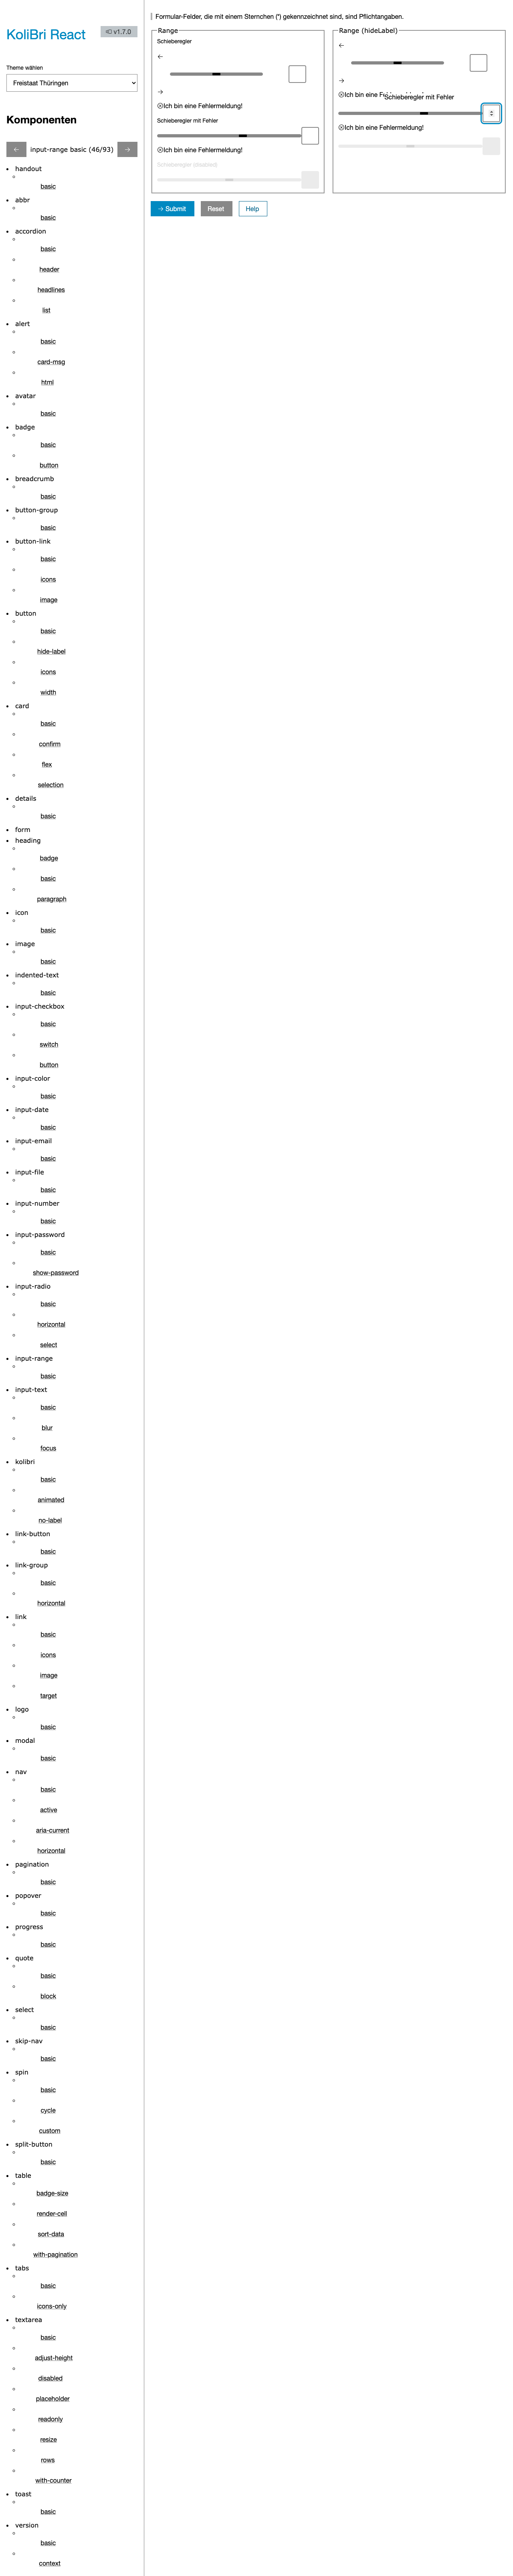 KoliBri React
v1.7.0
Theme wählen
Freistaat Thüringen
Komponenten
← input-range basic (46/93) →
handout
basic
abbr
basic
accordion
basic
header
headlines
list
alert
basic
card-msg
html
avatar
basic
badge
basic
button
breadcrumb
basic
button-group
basic
button-link
basic
icons
image
button
basic
hide-label
icons
width
card
basic
confirm
flex
selection
details
basic
form
heading
badge
basic
paragraph
icon
basic
image
basic
indented-text
basic
input-checkbox
basic
switch
button
input-color
basic
input-date
basic
input-email
basic
input-file
basic
input-number
basic
input-password
basic
show-password
input-radio
basic
horizontal
select
input-range
basic
input-text
basic
blur
focus
kolibri
basic
animated
no-label
link-button
basic
link-group
basic
horizontal
link
basic
icons
image
target
logo
basic
modal
basic
nav
basic
active
aria-current
horizontal
pagination
basic
popover
basic
progress
basic
quote
basic
block
select
basic
skip-nav
basic
spin
basic
cycle
custom
split-button
basic
table
badge-size
render-cell
sort-data
with-pagination
tabs
basic
icons-only
textarea
basic
adjust-height
disabled
placeholder
readonly
resize
rows
with-counter
toast
basic
version
basic
context
Formular-Felder, die mit einem Sternchen (*) gekennzeichnet sind, sind Pflichtangaben.
Range
Schieberegler
←
→
Ich bin eine Fehlermeldung!
Schieberegler mit Fehler
Ich bin eine Fehlermeldung!
Schieberegler (disabled)
Range (hideLabel)
←
→
Ich bin eine
Schieberegler mit Fehler
Ich bin eine Fehlermeldung!
→ Submit
Reset
Help